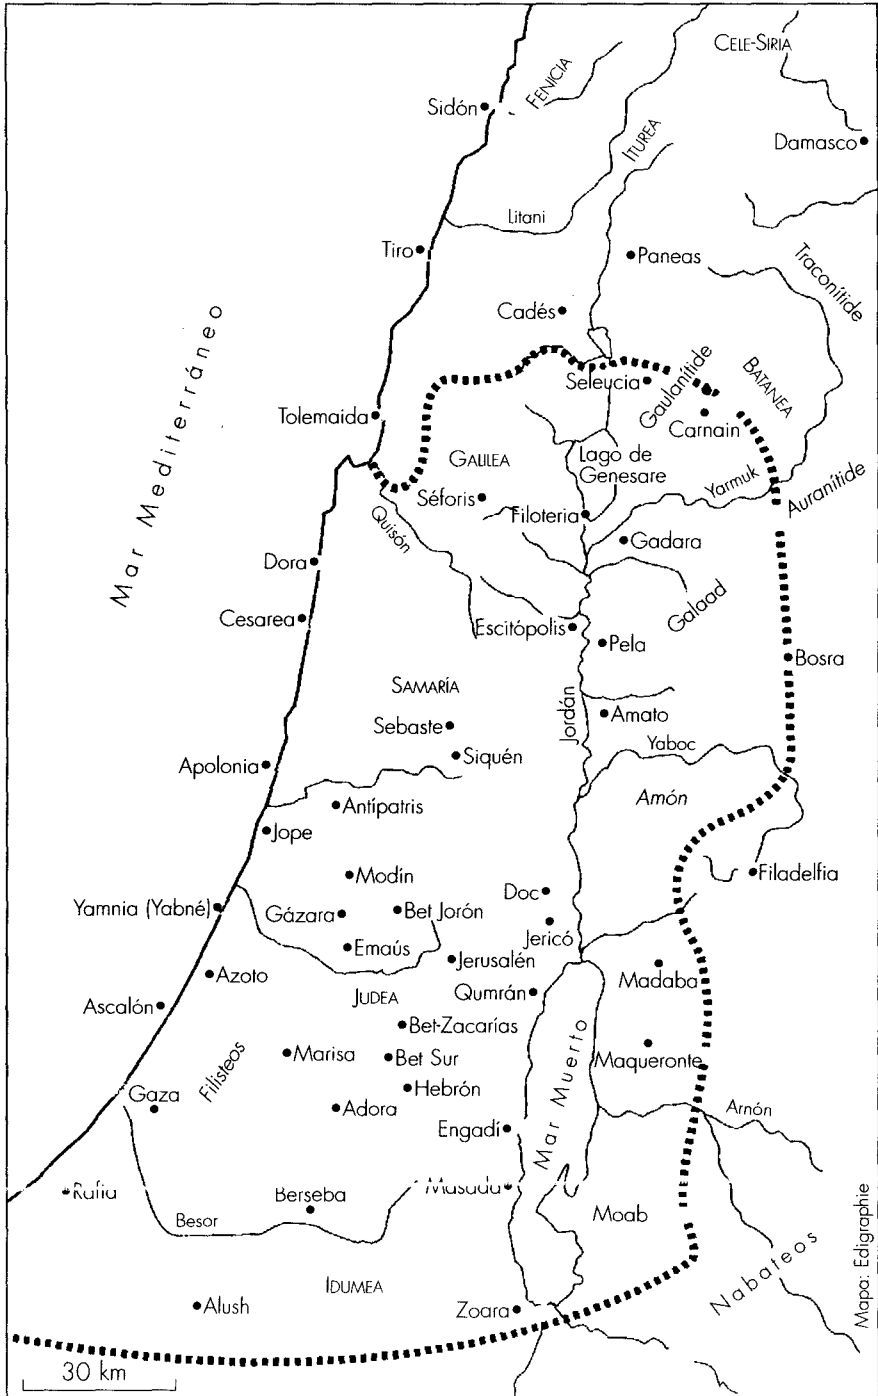 CELE-SIRIA
FENICIA
Sidón
Damasco
ITUREA
Litani
Tiro
Paneas
Traconítide
Cadés
Mar Mediterráneo
Seleucia
Gaulanítide
BATANEA
Tolemaida
Carnain
GALILEA
Lago de
Genesare
Séforis
Yarmuk
Auranítide
Filoteria
Quisón
Gadara
Dora
Galaad
Cesarea
Escitópolis
Pela
Bosra
SAMARÍA
Jordán
Amato
Sebaste
Yaboc
Siquén
Apolonia
Amón
Antípatris
Jope
Filadelfia
Modín
Doc
Yamnia (Yabné)
Gázara
Bet Jorón
Jericó
Emaús
Jerusalén
Azoto
Madaba
JUDEA
Qumrán
Ascalón
Bet-Zacarías
Filisteos
Marisa
Bet Sur
Mar Muerto
Maqueronte
Hebrón
Gaza
Adora
Arnón
Engadí
Rafia
Berseba
Masada
Besor
Moab
Nabateos
IDUMEA
Alush
Zoara
30 km
Mapa: Edigraphie